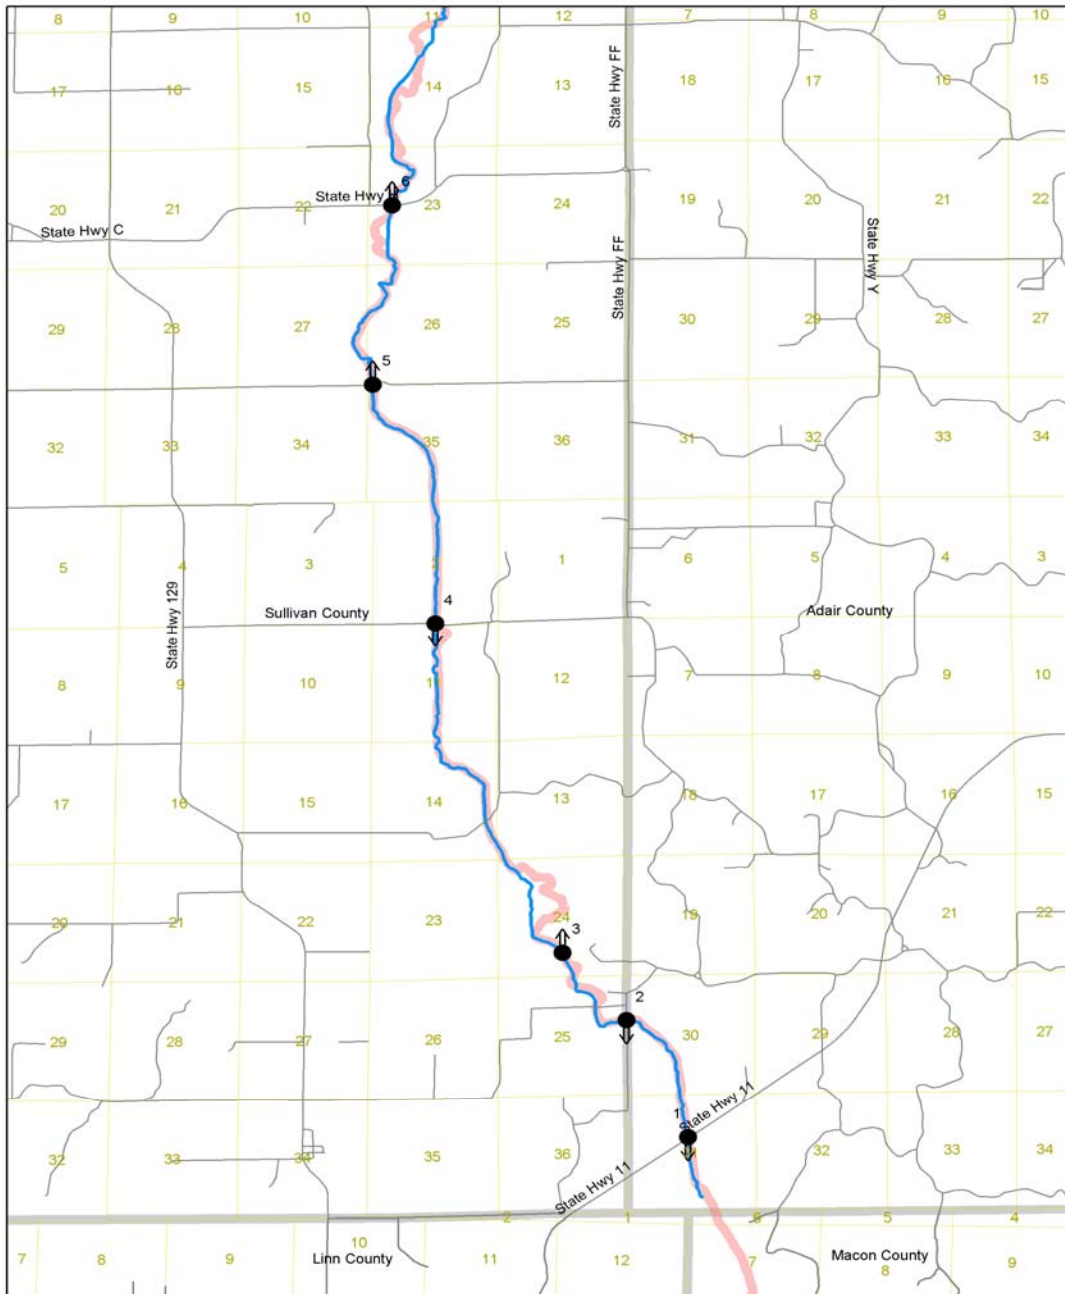 8 9 10 11 12 7 8 9 10
17 16 15 14 13 State Hwy FF 18 17 16 15
6
State Hwy
20 21 22 23 24 19 20 21 22
State Hwy C
State Hwy FF
State Hwy Y
29 28 27 26 25 30 29 28 27
5
32 33 34 35 36 31 32 33 34
5 4 3 1 6 5 4 3
4
State Hwy 129
Sullivan County
Adair County
8 9 10 12 7 8 9 10
17 16 15 14 13 18 17 16 15
20 21 22 23 24 19 20 21 22
3
2
29 28 27 26 25 30 29 28 27
1
State Hwy 11
32 33 34 35 36 32 33 34
State Hwy 11
2 1 6 5 4
7 8 9 10 11 12 7 8 9
Linn County
Macon County